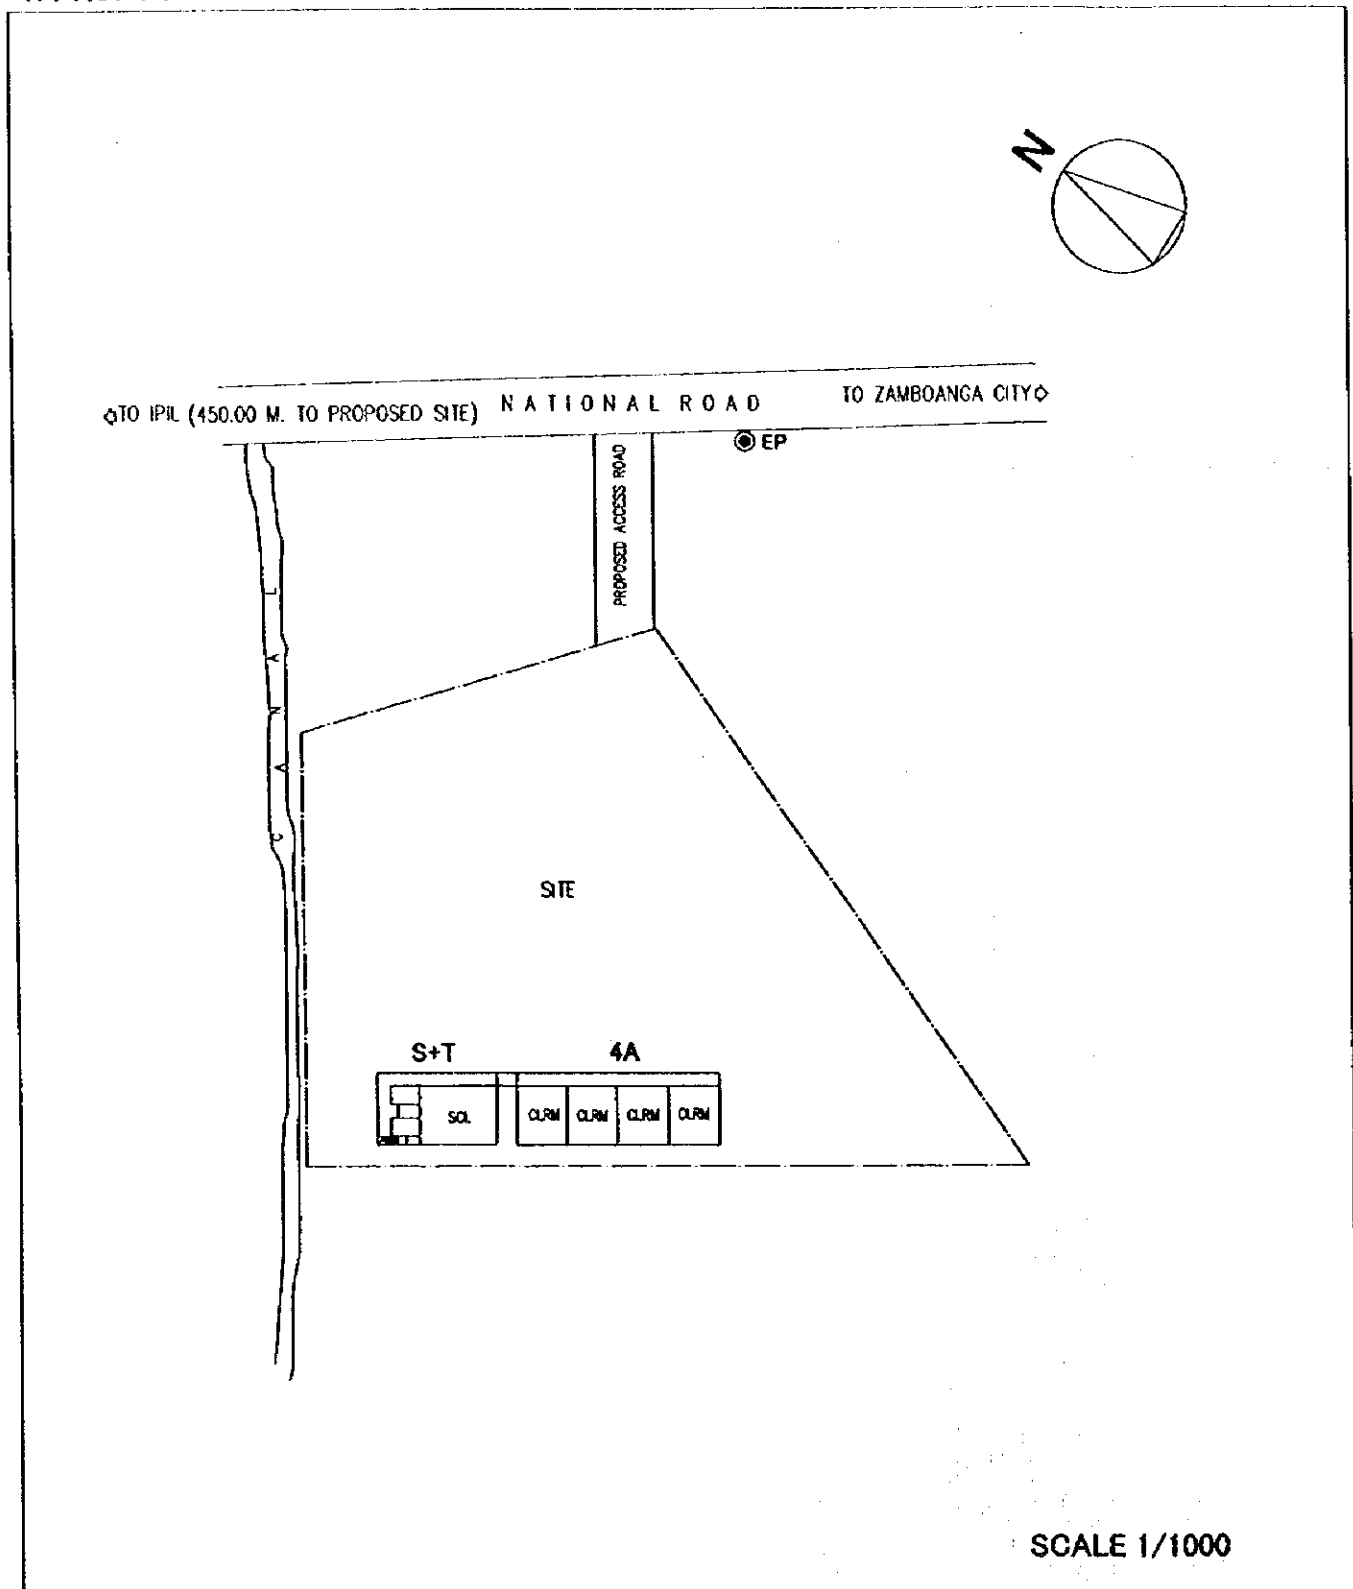 N
TO IPIL (450.00 M. TO PROPOSED SITE)
NATIONAL ROAD
TO ZAMBOANGA CITY
EP
PROPOSED ACCESS ROAD
CANAL
SITE
S+T
4A
SCL
CLRM
CLRM
CLRM
CLRM
SCALE 1/1000